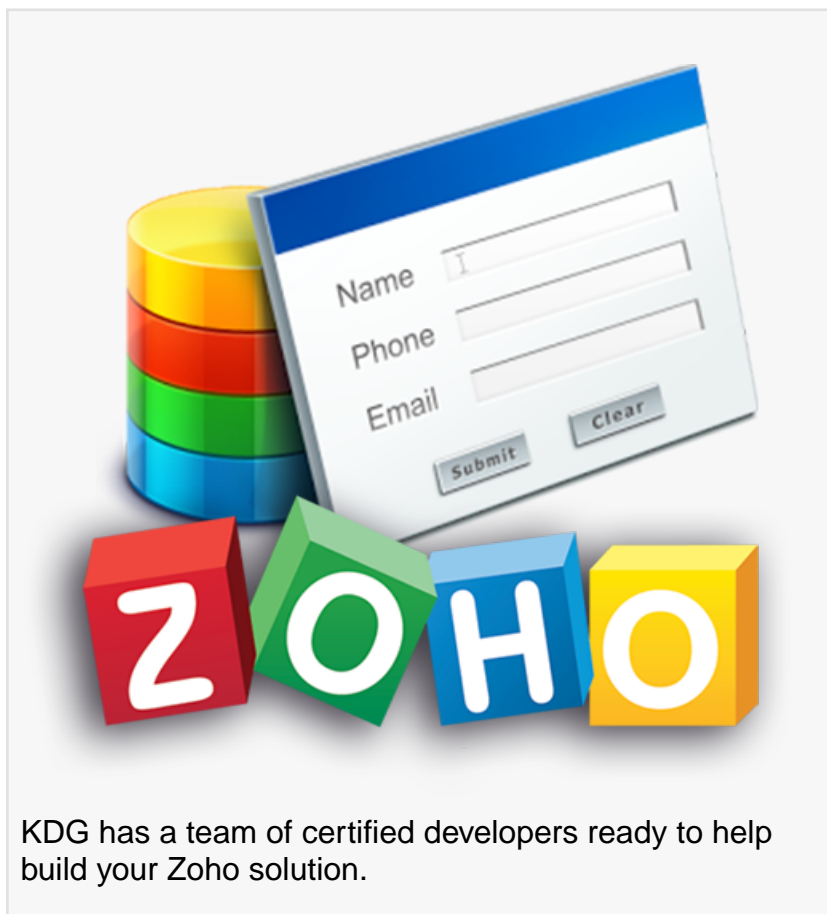 Name
Phone
Email
Submit Clear
ZOHO
KDG has a team of certified developers ready to help
build your Zoho solution.